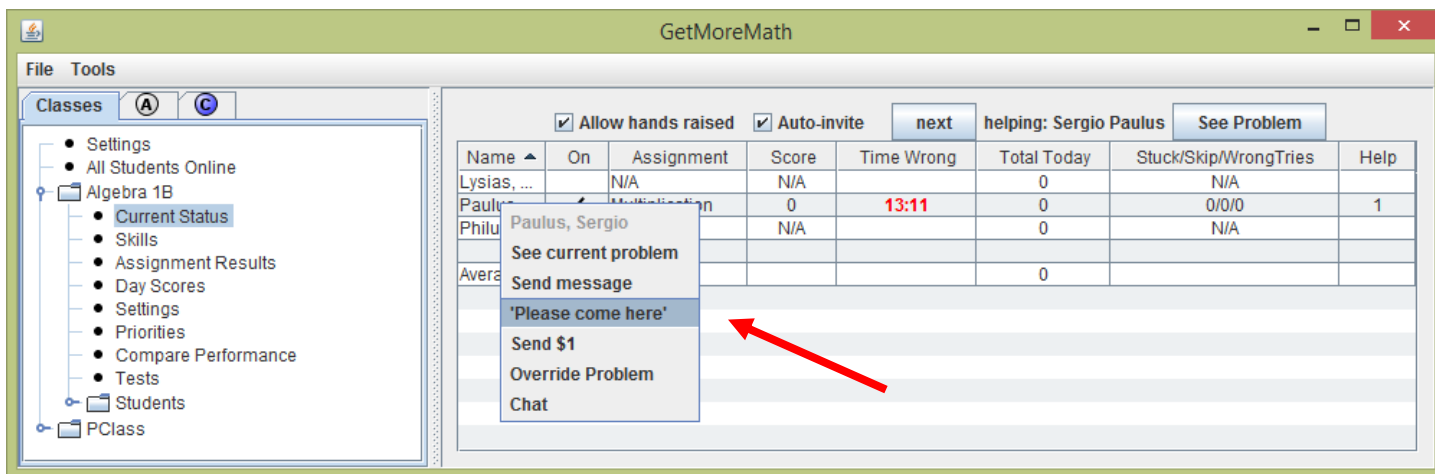 GetMoreMath
File Tools
Classes A C
Settings
All Students Online
Algebra 1B
Current Status
Skills
Assignment Results
Day Scores
Settings
Priorities
Compare Performance
Tests
Students
PClass
Allow hands raised Auto-invite next helping: Sergio Paulus See Problem
Name On Assignment Score Time Wrong Total Today Stuck/Skip/WrongTries Help
Lysias, ... N/A N/A 0 N/A
0 13:11 0 0/0/0 1
N/A 0 N/A
0
Paulus, Sergio
See current problem
Send message
'Please come here'
Send $1
Override Problem
Chat